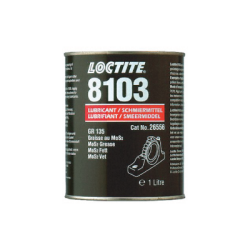 LOCTITE
8103
LUBRICANT / SCHMIERMITTEL
LUBRIFIANT / SMEERMIDDEL
GR 135 Cat No. 26556
Graisse au MoS₂
MoS₂ Grease
MoS₂ Fett
MoS₂ Vet
e 1 Litre